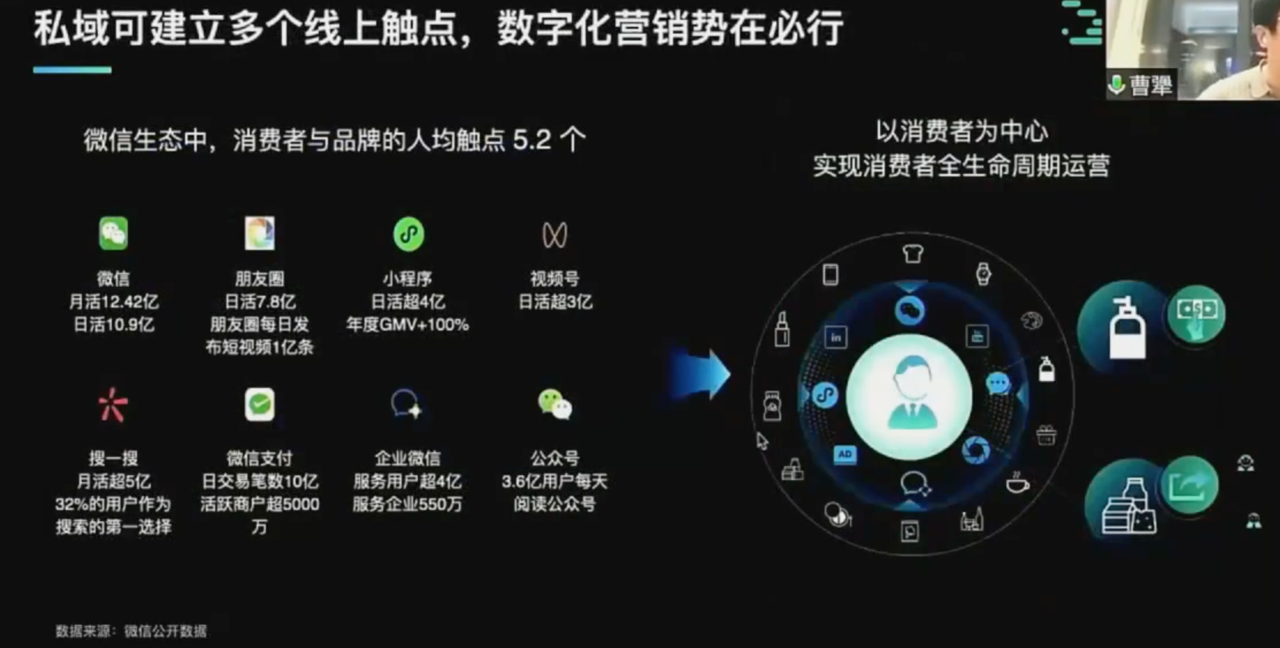 私域可建立多个线上触点，数字化营销势在必行
曹犟
微信生态中，消费者与品牌的人均触点 5.2 个
微信
月活12.42亿
日活10.9亿
朋友圈
日活7.8亿
朋友圈每日发
布短视频1亿条
小程序
日活超4亿
年度GMV+100%
视频号
日活超3亿
搜一搜
月活超5亿
32%的用户作为
搜索的第一选择
微信支付
日交易笔数10亿
活跃商户超5000
万
企业微信
服务用户超4亿
服务企业550万
公众号
3.6亿用户每天
阅读公众号
以消费者为中心
实现消费者全生命周期运营
in
AD
数据来源：微信公开数据